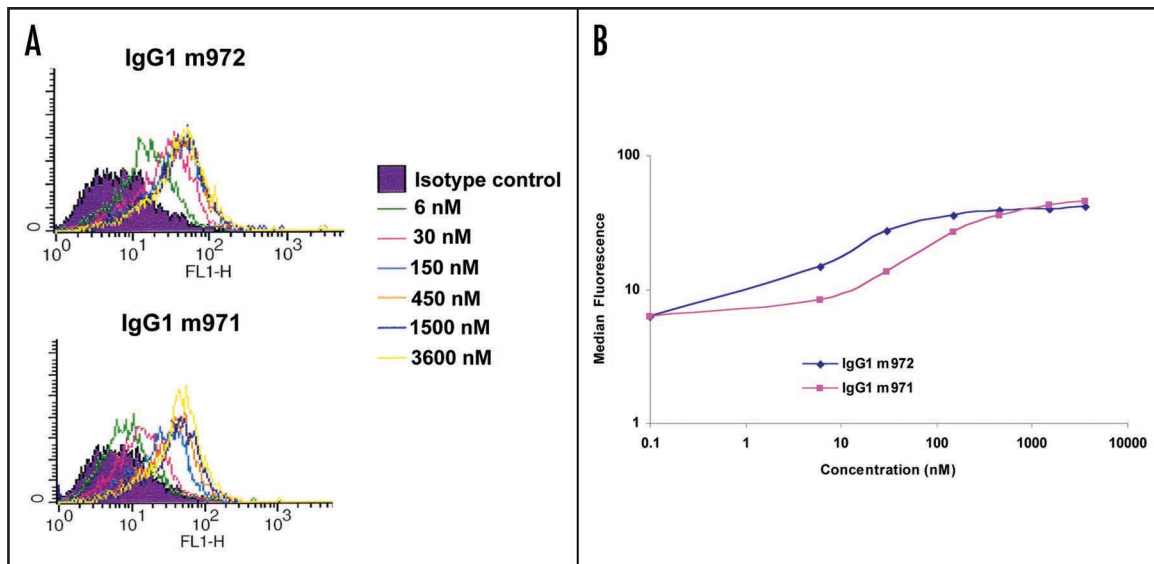 A
IgG1 m972
0
10^0 10^1 10^2 10^3
FL1-H
IgG1 m971
0
10^0 10^1 10^2 10^3
FL1-H
Isotype control
6 nM
30 nM
150 nM
450 nM
1500 nM
3600 nM
B
Median Fluorescence
100
10
1
0.1 1 10 100 1000 10000
Concentration (nM)
IgG1 m972
IgG1 m971